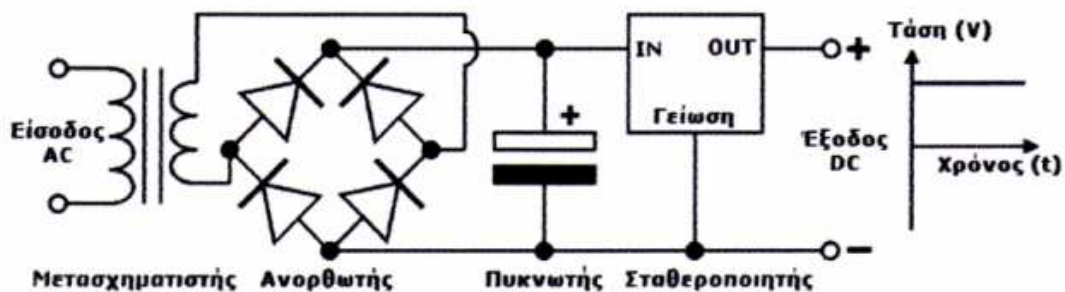 Τάση (V)
IN OUT
+
Γείωση
+
Είσοδος
AC
Έξοδος
DC
Χρόνος (t)
−
Μετασχηματιστής Ανορθωτής Πυκνωτής Σταθεροποιητής